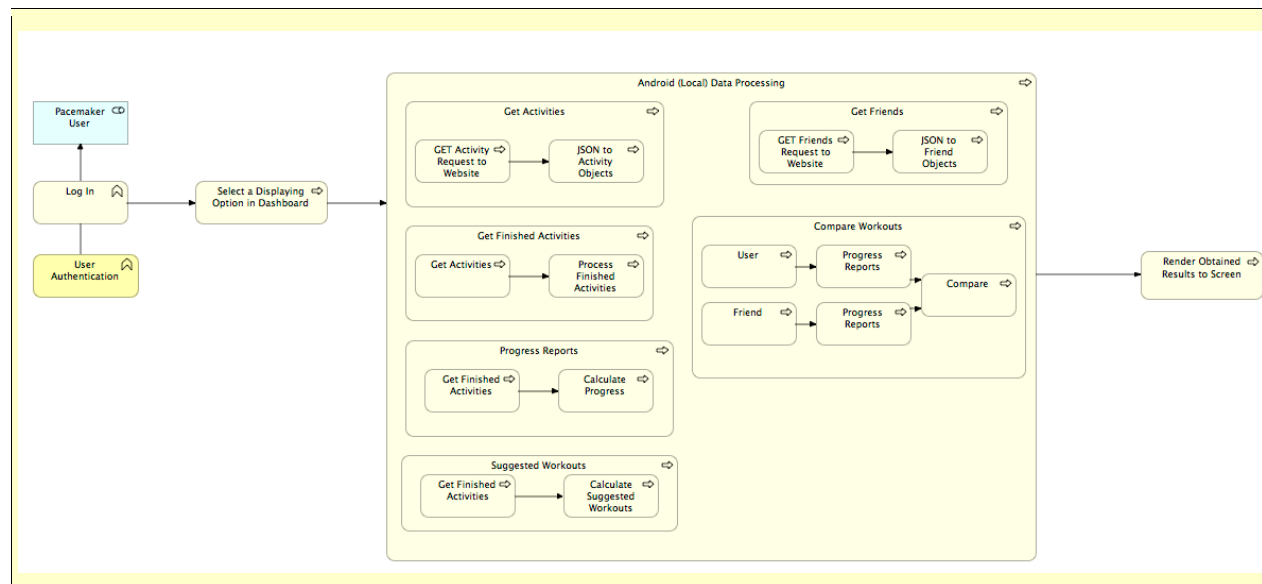 Android (Local) Data Processing
Pacemaker
User
Log In
User
Authentication
Select a Displaying
Option in Dashboard
Get Activities
GET Activity
Request to
Website
JSON to
Activity
Objects
Get Friends
GET Friends
Request to
Website
JSON to
Friend
Objects
Get Finished Activities
Get Activities
Process
Finished
Activities
Compare Workouts
User
Progress
Reports
Friend
Progress
Reports
Compare
Progress Reports
Get Finished
Activities
Calculate
Progress
Suggested Workouts
Get Finished
Activities
Calculate
Suggested
Workouts
Render Obtained
Results to Screen